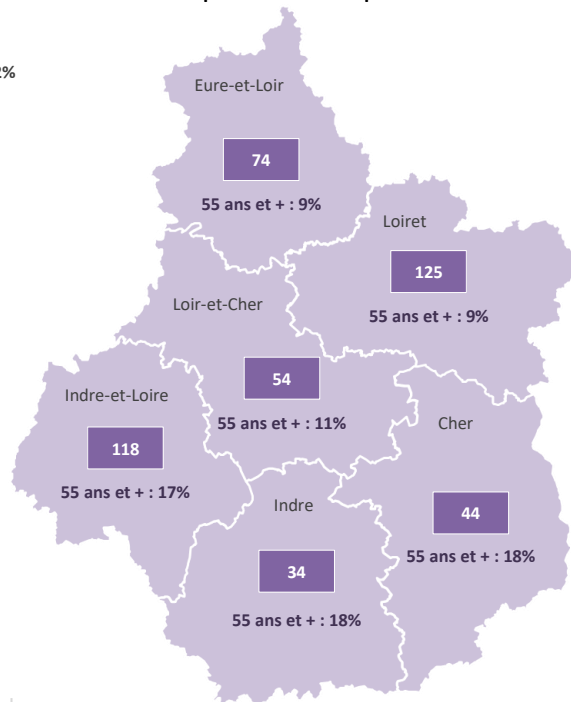 2%
Eure-et-Loir
74
55 ans et + : 9%
Loiret
125
55 ans et + : 9%
Loir-et-Cher
54
55 ans et + : 11%
Indre-et-Loire
118
55 ans et + : 17%
Cher
44
55 ans et + : 18%
Indre
34
55 ans et + : 18%